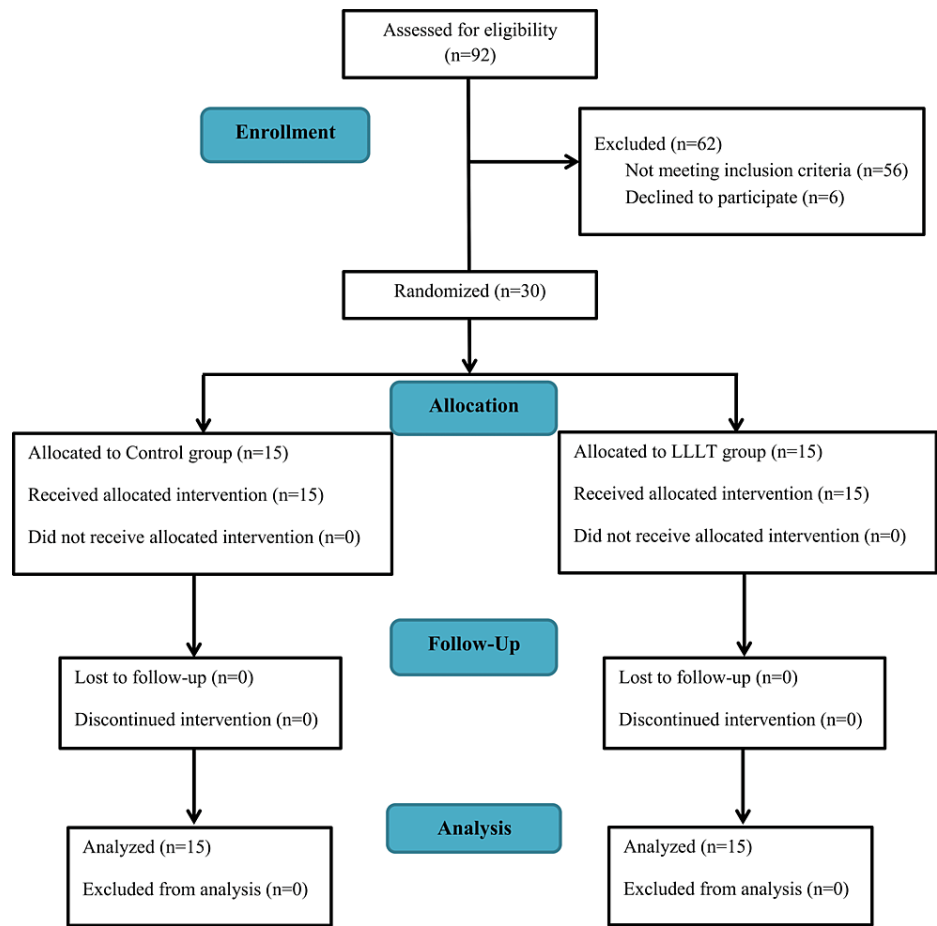 Assessed for eligibility
(n=92)
Enrollment
Excluded (n=62)
Not meeting inclusion criteria (n=56)
Declined to participate (n=6)
Randomized (n=30)
Allocation
Allocated to Control group (n=15)
Received allocated intervention (n=15)
Did not receive allocated intervention (n=0)
Allocated to LLLT group (n=15)
Received allocated intervention (n=15)
Did not receive allocated intervention (n=0)
Follow-Up
Lost to follow-up (n=0)
Discontinued intervention (n=0)
Lost to follow-up (n=0)
Discontinued intervention (n=0)
Analysis
Analyzed (n=15)
Excluded from analysis (n=0)
Analyzed (n=15)
Excluded from analysis (n=0)